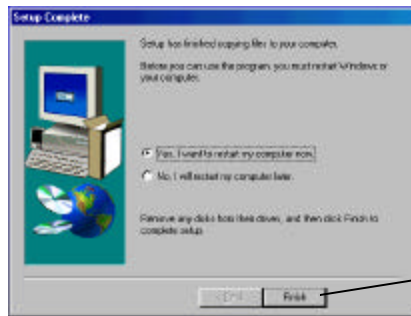 Setup Complete
Setup has finished copying files to your computer.
Before you can use the program, you must restart Windows or
your computer.
Yes, I want to restart my computer now.
No, I will restart my computer later.
Remove any disks from their drives, and then click Finish to
complete setup.
Finish